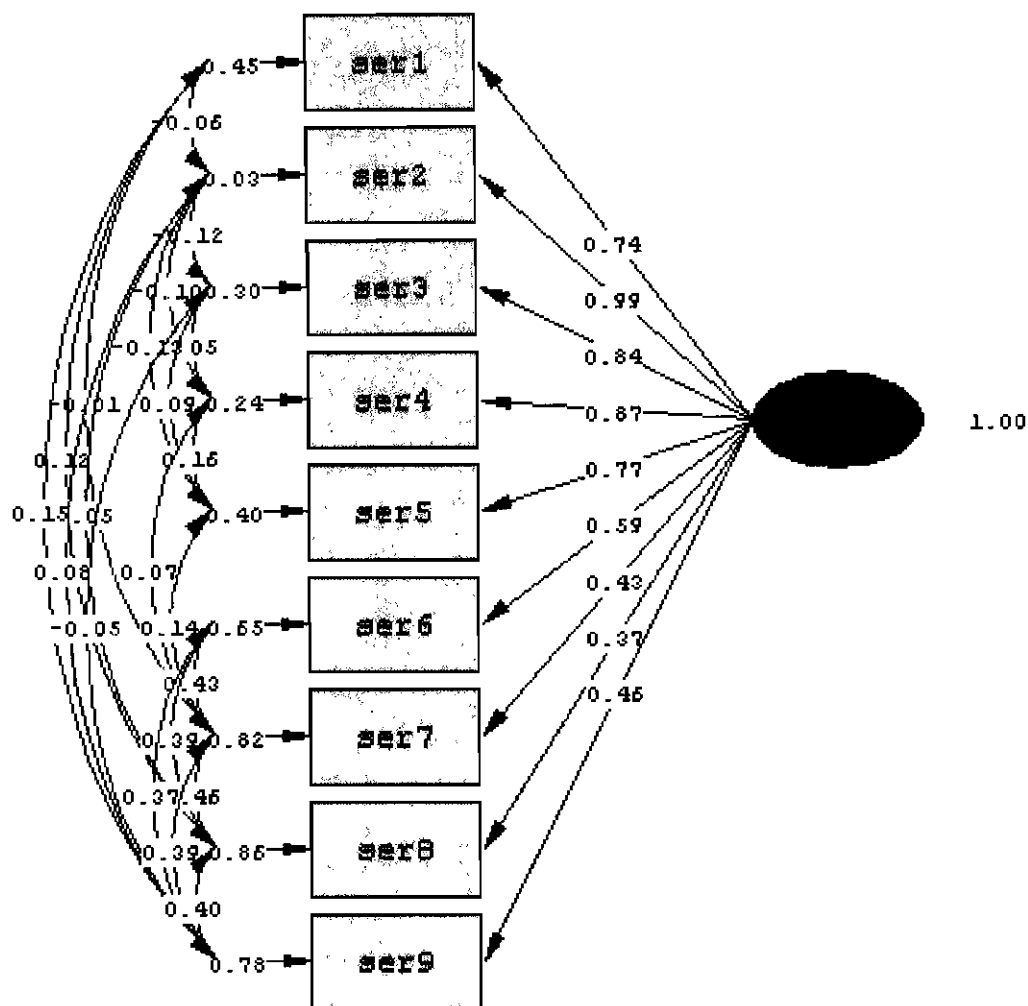 0.45 ser1
-0.06
0.03 ser2
0.74
0.12
-0.10 0.30 ser3
0.99
-0.13 0.05
0.84
-0.01 0.09 0.24 ser4
0.87
1.00
0.12 0.16
0.77
0.15 .05 0.40 ser5
0.59
0.08 0.07
0.43
-0.05 0.14 0.65 ser6
0.37
0.43
0.46
0.39 0.82 ser7
0.37 .46
0.39 0.86 ser8
0.40
0.78 ser9